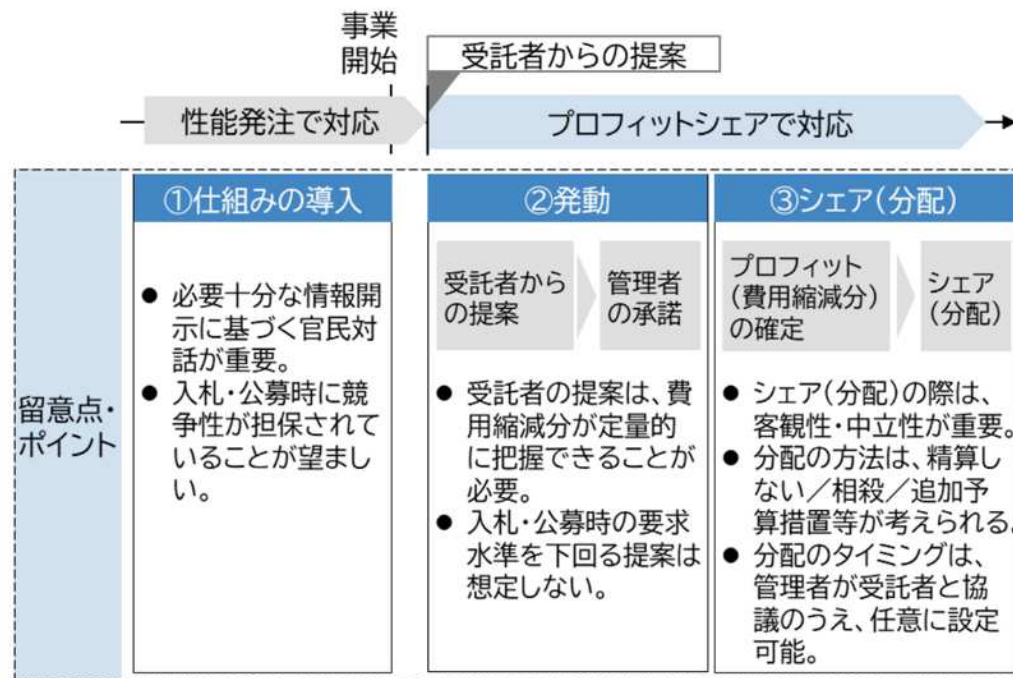 事業
開始
受託者からの提案
性能発注で対応
プロフィットシェアで対応
留意点・
ポイント
①仕組みの導入
● 必要十分な情報開
示に基づく官民対
話が重要。
● 入札・公募時に競
争性が担保されて
いることが望まし
い。
②発動
受託者から
の提案
管理者
の承諾
● 受託者の提案は、費
用縮減分が定量的
に把握できることが
必要。
● 入札・公募時の要求
水準を下回る提案は
想定しない。
③シェア(分配)
プロフィット
(費用縮減分)
の確定
シェア
(分配)
● シェア(分配)の際は、
客観性・中立性が重要。
● 分配の方法は、精算し
ない／相殺／追加予
算措置等が考えられる。
● 分配のタイミングは、
管理者が受託者と協
議のうえ、任意に設定
可能。